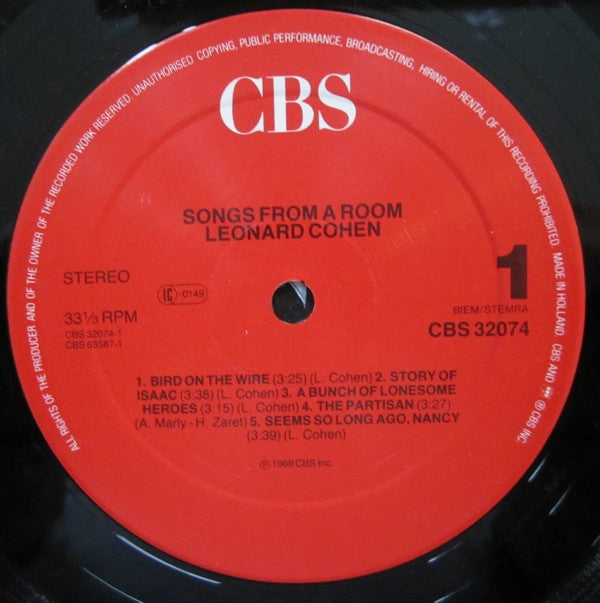 ALL RIGHTS OF THE PRODUCER AND OF THE OWNER OF THE RECORDED WORK RESERVED. UNAUTHORISED COPYING, PUBLIC PERFORMANCE, BROADCASTING, HIRING OR RENTAL OF THIS RECORDING PROHIBITED. MADE IN HOLLAND. CBS AND ℗ CBS INC.
CBS
SONGS FROM A ROOM
LEONARD COHEN
STEREO
LC-0149
1
33⅓ RPM
BIEM/STEMRA
CBS 32074-1
CBS 32074
CBS 63587-1
1. BIRD ON THE WIRE (3:25) (L. Cohen) 2. STORY OF
ISAAC (3:38) (L. Cohen) 3. A BUNCH OF LONESOME
HEROES (3:15) (L. Cohen) 4. THE PARTISAN (3:27)
(A. Marly - H. Zaret) 5. SEEMS SO LONG AGO, NANCY
(3:39) (L. Cohen)
℗ 1969 CBS Inc.